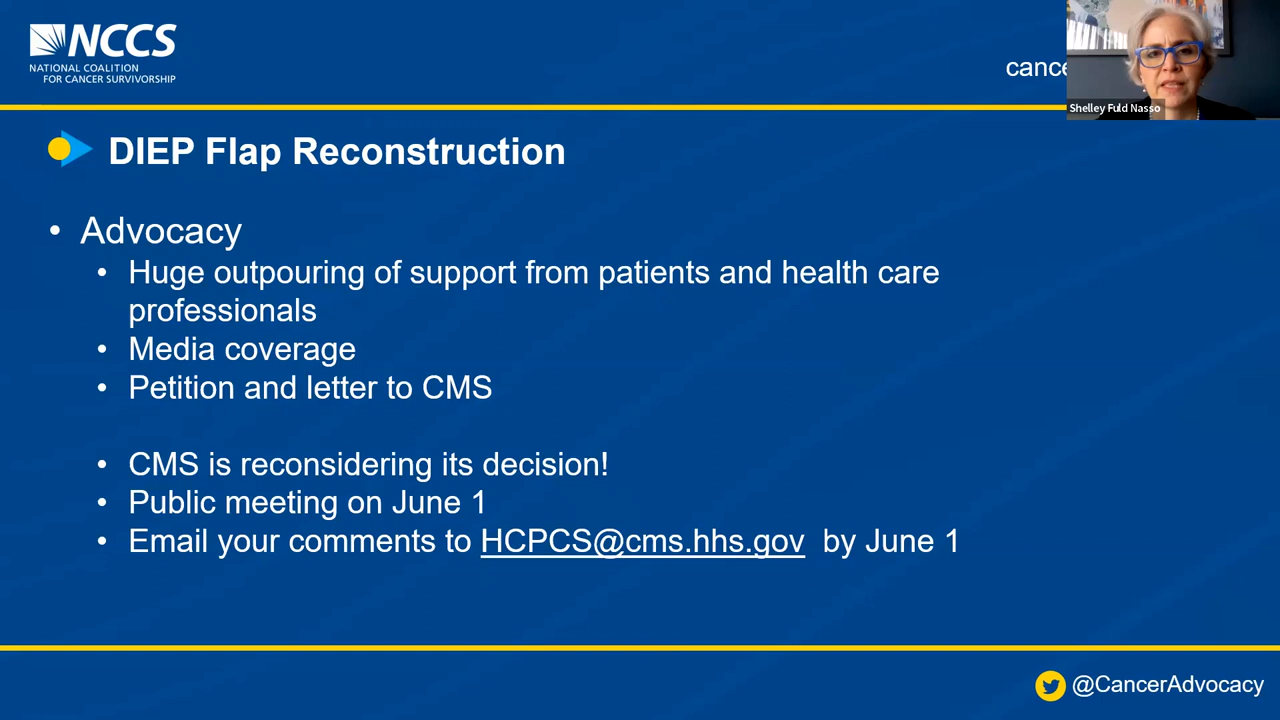 NCCS
NATIONAL COALITION
FOR CANCER SURVIVORSHIP
cance
Shelley Fuld Nasso
DIEP Flap Reconstruction
• Advocacy
• Huge outpouring of support from patients and health care
professionals
• Media coverage
• Petition and letter to CMS
• CMS is reconsidering its decision!
• Public meeting on June 1
• Email your comments to HCPCS@cms.hhs.gov by June 1
@CancerAdvocacy